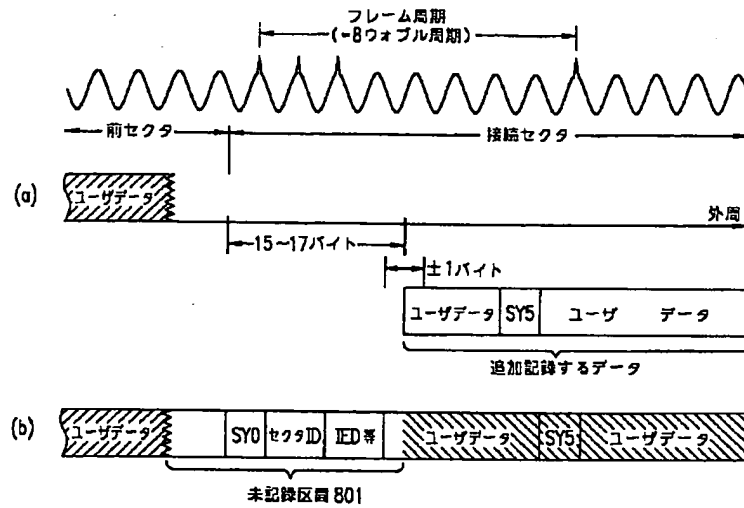 フレーム周期
(=8ウォブル周期)
前セクタ
接続セクタ
(a)
ユーザデータ
外周
15~17バイト
±1バイト
ユーザデータ SY5 ユーザ データ
追加記録するデータ
(b)
ユーザデータ SY0 セクタID IED等 ユーザデータ SY5 ユーザデータ
未記録区間801